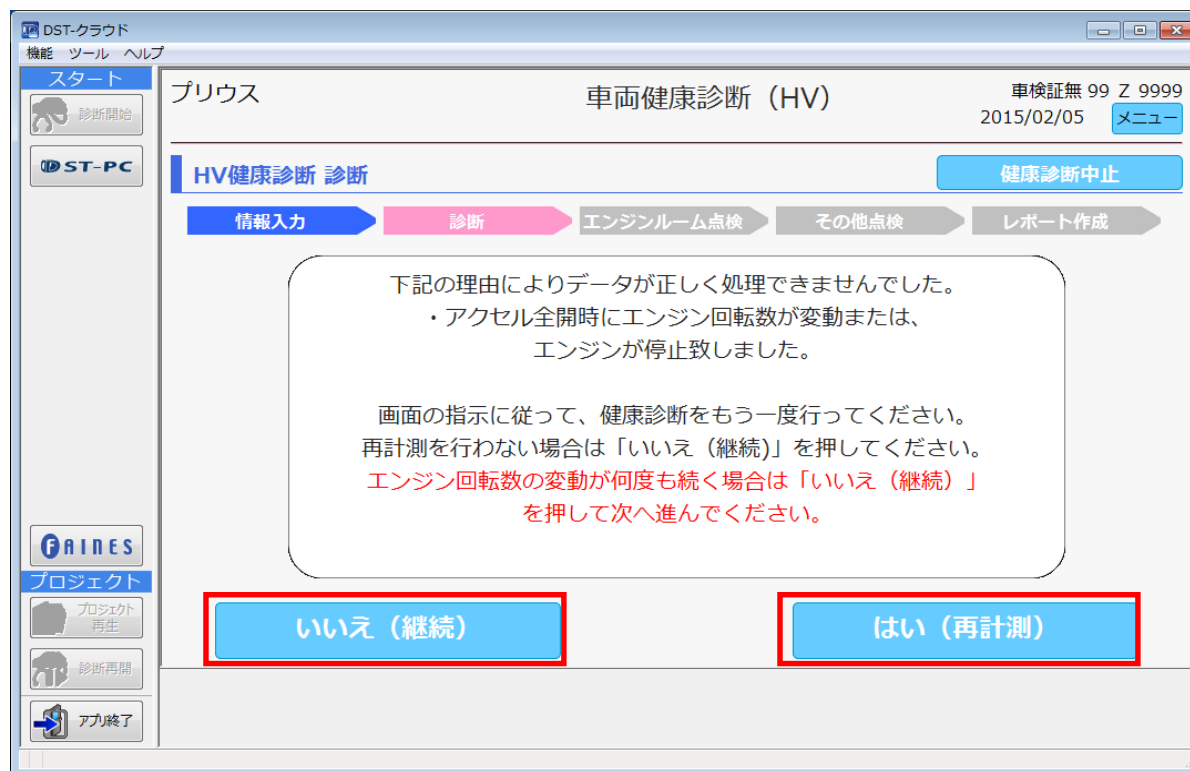 DST-クラウド
機能 ツール ヘルプ
スタート
診断開始
DST-PC
FAINES
プロジェクト
プロジェクト
再生
診断再開
アプリ終了
プリウス
車両健康診断（HV）
車検証無 99 Z 9999
2015/02/05
メニュー
HV健康診断 診断
健康診断中止
情報入力
診断
エンジンルーム点検
その他点検
レポート作成
下記の理由によりデータが正しく処理できませんでした。
・アクセル全開時にエンジン回転数が変動または、
エンジンが停止致しました。
画面の指示に従って、健康診断をもう一度行ってください。
再計測を行わない場合は「いいえ（継続)」を押してください。
エンジン回転数の変動が何度も続く場合は「いいえ（継続）」
を押して次へ進んでください。
いいえ（継続）
はい（再計測）